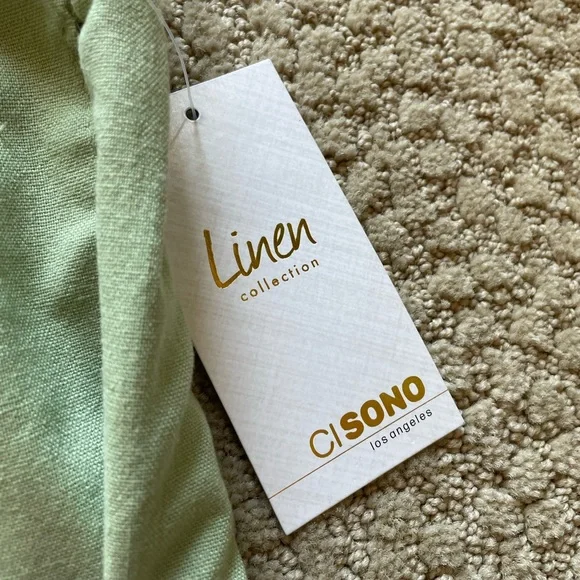 Linen
collection
CI SONO
los angeles